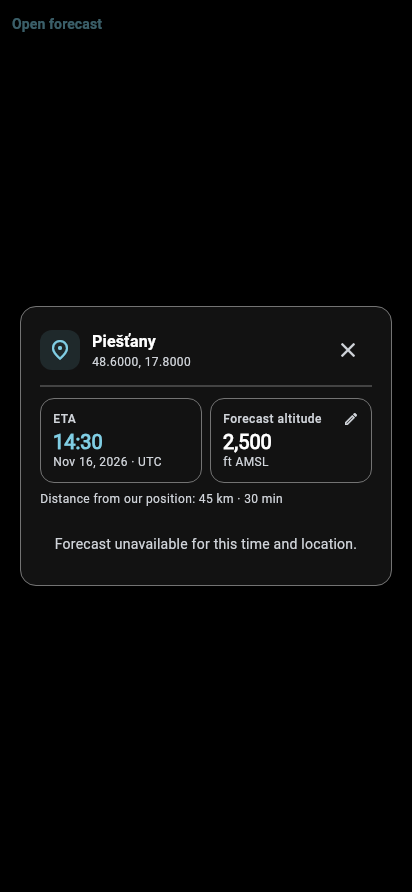 Open forecast
Piešťany
48.6000, 17.8000
ETA
14:30
Nov 16, 2026 · UTC
Forecast altitude
2,500
ft AMSL
Distance from our position: 45 km · 30 min
Forecast unavailable for this time and location.